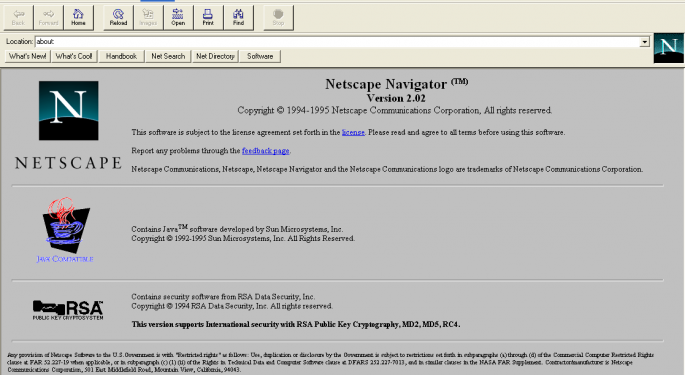 Back Forward Home Reload Images Open Print Find Stop
Location: about:
What's New! What's Cool! Handbook Net Search Net Directory Software
N
N
NETSCAPE
Netscape Navigator (TM)
Version 2.02
Copyright © 1994-1995 Netscape Communications Corporation, All rights reserved.
This software is subject to the license agreement set forth in the license. Please read and agree to all terms before using this software.
Report any problems through the feedback page.
Netscape Communications, Netscape, Netscape Navigator and the Netscape Communications logo are trademarks of Netscape Communications Corporation.
JAVA COMPATIBLE
Contains Java™ software developed by Sun Microsystems, Inc.
Copyright © 1992-1995 Sun Microsystems, Inc. All Rights Reserved.
RSA
PUBLIC KEY CRYPTOSYSTEM
Contains security software from RSA Data Security, Inc.
Copyright © 1994 RSA Data Security, Inc. All rights reserved.
This version supports International security with RSA Public Key Cryptography, MD2, MD5, RC4.
Any provision of Netscape Software to the U.S. Government is with "Restricted rights" as follows: Use, duplication or disclosure by the Government is subject to restrictions set forth in subparagraphs (a) through (d) of the Commercial Computer Restricted Rights
clause at FAR 52.227-19 when applicable, or in subparagraph (c) (1) (ii) of the Rights in Technical Data and Computer Software clause at DFARS 252.227-7013, and in similar clauses in the NASA FAR Supplement. Contractor/manufacturer is Netscape
Communications Corporation, 501 East Middlefield Road, Mountain View, California, 94043.